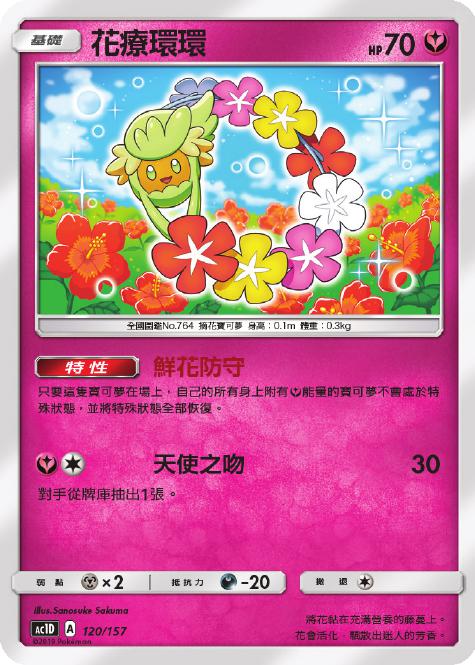 基礎 花療環環 HP70
全國圖鑑No.764 摘花寶可夢 身高：0.1m 體重：0.3kg
特性 鮮花防守
只要這隻寶可夢在場上，自己的所有身上附有能量的寶可夢不會處於特
殊狀態，並將特殊狀態全部恢復。
天使之吻 30
對手從牌庫抽出1張。
弱點 ×2 抵抗力 -20 撤退
Illus.Sanosuke Sakuma
AC1D A 120/157
©2019 Pokémon
將花黏在充滿營養的藤蔓上。
花會活化，飄散出迷人的芳香。